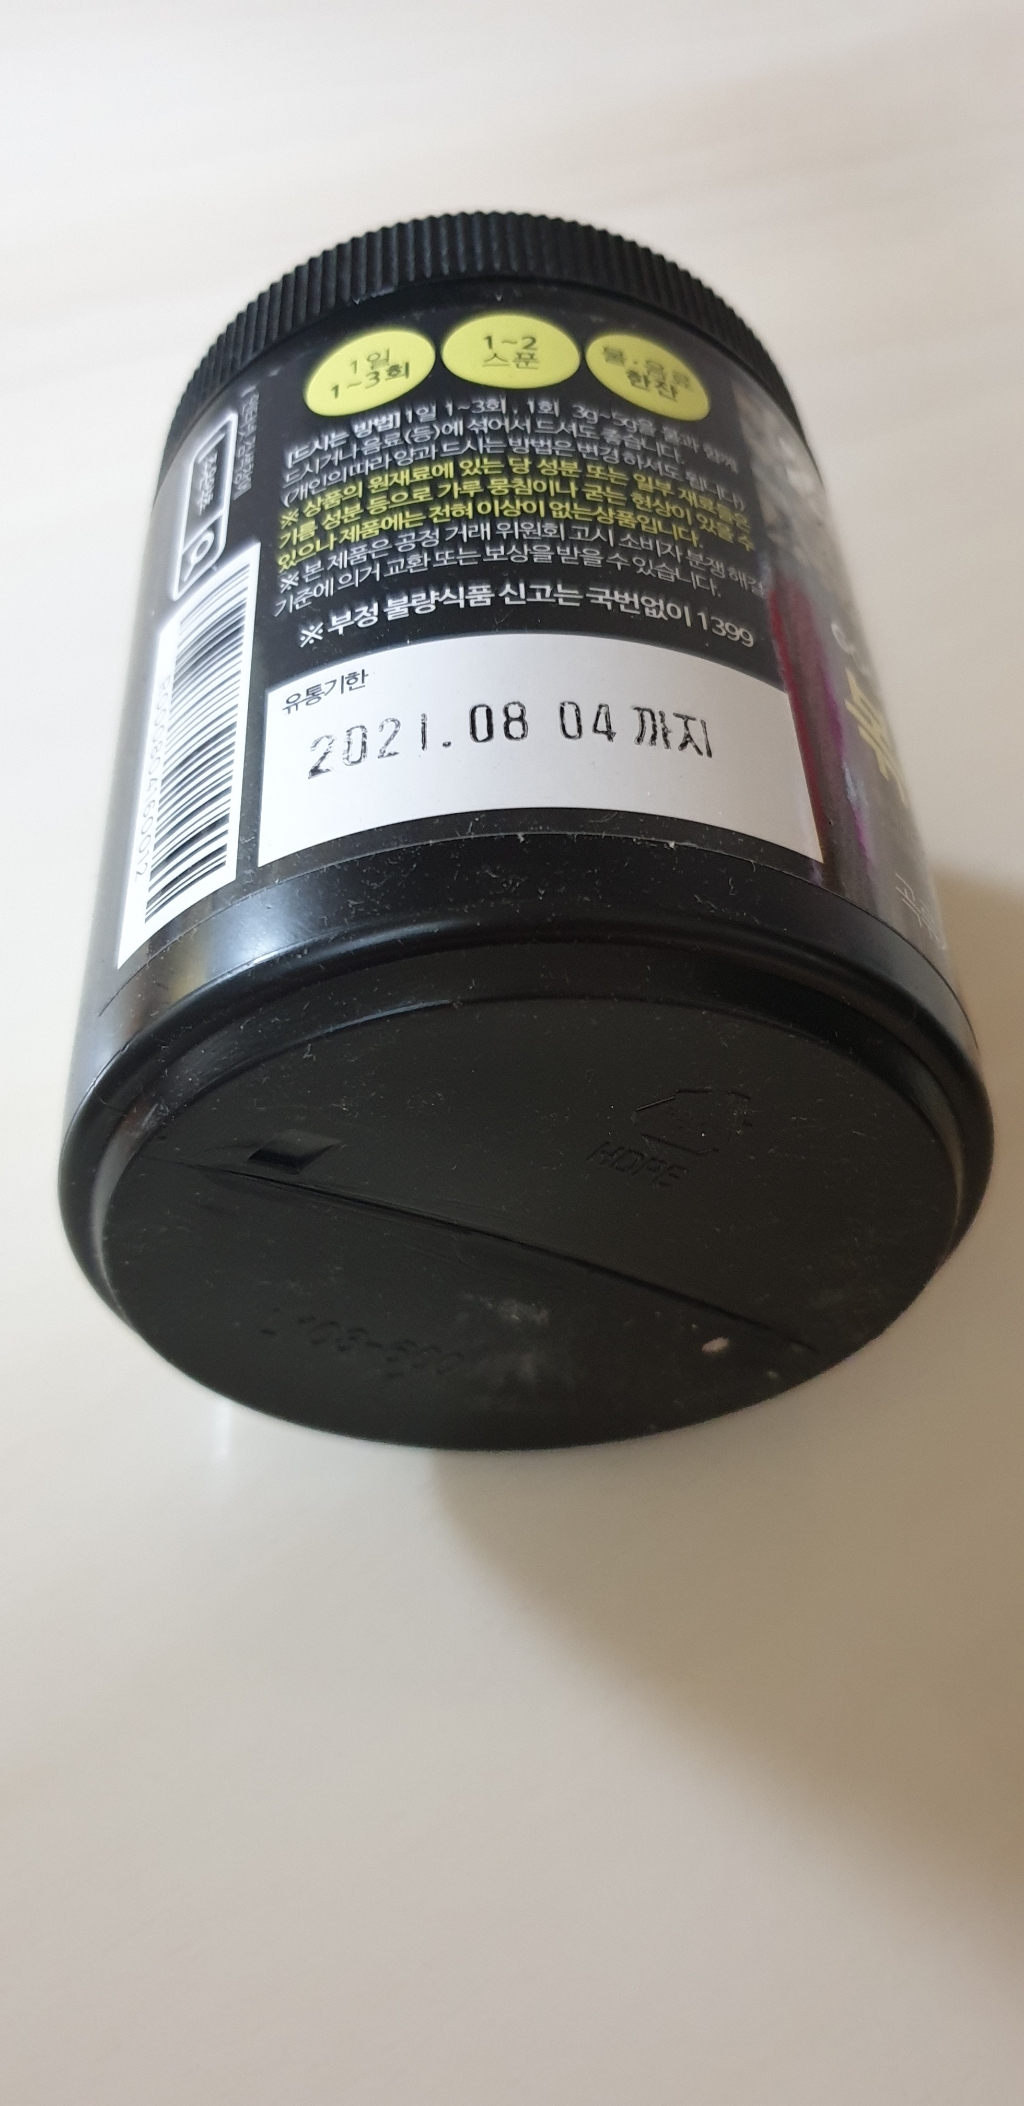 1일
1~3회
1~2
스푼
물·음료
한잔
[드시는 방법] 1일 1~3회, 1회 3g~5g을 물과 함께
드시거나 음료(등)에 섞어서 드셔도 좋습니다.
(개인의 따라 양과 드시는 방법은 변경 하셔도 됩니다)
※ 상품의 원재료에 있는 당 성분 또는 일부 재료들은
기름 성분 등으로 가루 뭉침이나 굳는 현상이 있을 수
있으나 제품에는 전혀 이상이 없는상품입니다.
※ 본 제품은 공정 거래 위원회 고시 소비자 분쟁 해결
기준에 의거 교환 또는 보상을 받을 수 있습니다.
※ 부정 불량식품 신고는 국번없이 1399
유통기한
2021.08 04 까지
HDPE